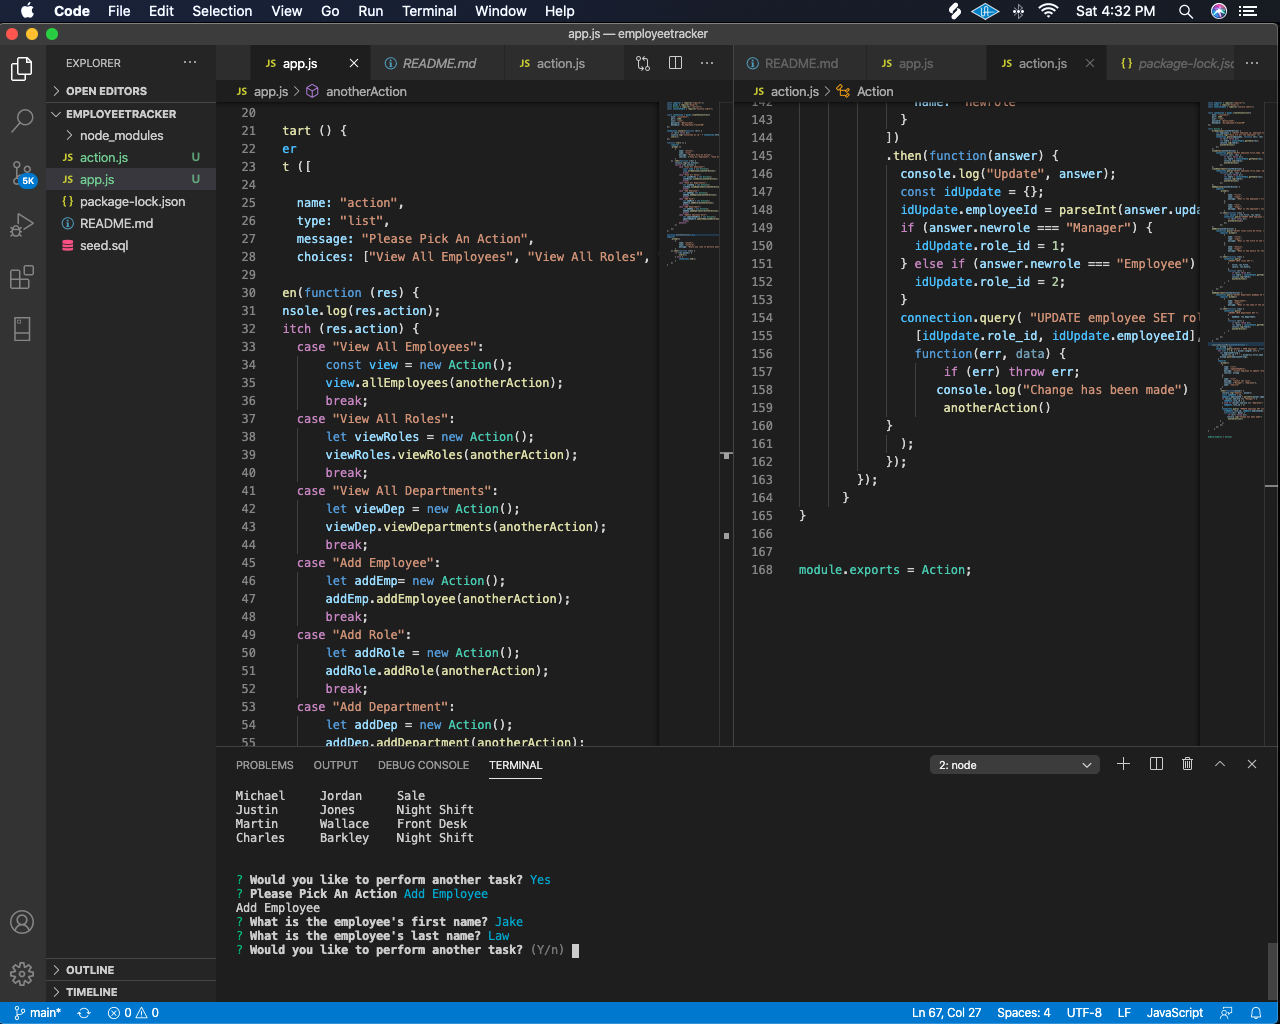 Code File Edit Selection View Go Run Terminal Window Help Sat 4:32 PM
app.js — employeetracker
EXPLORER ···
OPEN EDITORS
EMPLOYEETRACKER
node_modules
JS action.js U
JS app.js U
{} package-lock.json
README.md
seed.sql
5K
OUTLINE
TIMELINE
JS app.js × README.md JS action.js ···
JS app.js > anotherAction
20
21 tart () {
22 er
23 t ([
24
25 name: "action",
26 type: "list",
27 message: "Please Pick An Action",
28 choices: ["View All Employees", "View All Roles",
29
30 en(function (res) {
31 nsole.log(res.action);
32 itch (res.action) {
33 case "View All Employees":
34 const view = new Action();
35 view.allEmployees(anotherAction);
36 break;
37 case "View All Roles":
38 let viewRoles = new Action();
39 viewRoles.viewRoles(anotherAction);
40 break;
41 case "View All Departments":
42 let viewDep = new Action();
43 viewDep.viewDepartments(anotherAction);
44 break;
45 case "Add Employee":
46 let addEmp= new Action();
47 addEmp.addEmployee(anotherAction);
48 break;
49 case "Add Role":
50 let addRole = new Action();
51 addRole.addRole(anotherAction);
52 break;
53 case "Add Department":
54 let addDep = new Action();
55 addDep.addDepartment(anotherAction);
README.md JS app.js JS action.js × {} package-lock.jsc ···
JS action.js > Action
142 name: "newrole"
143 }
144 ])
145 .then(function(answer) {
146 console.log("Update", answer);
147 const idUpdate = {};
148 idUpdate.employeeId = parseInt(answer.upda
149 if (answer.newrole === "Manager") {
150 idUpdate.role_id = 1;
151 } else if (answer.newrole === "Employee")
152 idUpdate.role_id = 2;
153 }
154 connection.query( "UPDATE employee SET rol
155 [idUpdate.role_id, idUpdate.employeeId],
156 function(err, data) {
157 if (err) throw err;
158 console.log("Change has been made")
159 anotherAction()
160 }
161 );
162 });
163 });
164 }
165 }
166
167
168 module.exports = Action;
PROBLEMS OUTPUT DEBUG CONSOLE TERMINAL 2: node
Michael Jordan Sale
Justin Jones Night Shift
Martin Wallace Front Desk
Charles Barkley Night Shift
? Would you like to perform another task? Yes
? Please Pick An Action Add Employee
Add Employee
? What is the employee's first name? Jake
? What is the employee's last name? Law
? Would you like to perform another task? (Y/n)
main* 0 0 Ln 67, Col 27 Spaces: 4 UTF-8 LF JavaScript